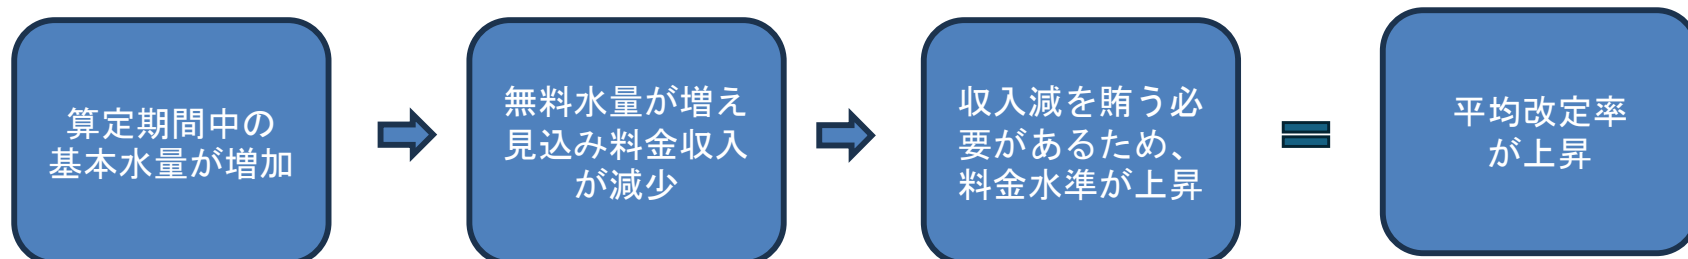 算定期間中の
基本水量が増加
無料水量が増え
見込み料金収入
が減少
収入減を賄う必
要があるため、
料金水準が上昇
平均改定率
が上昇